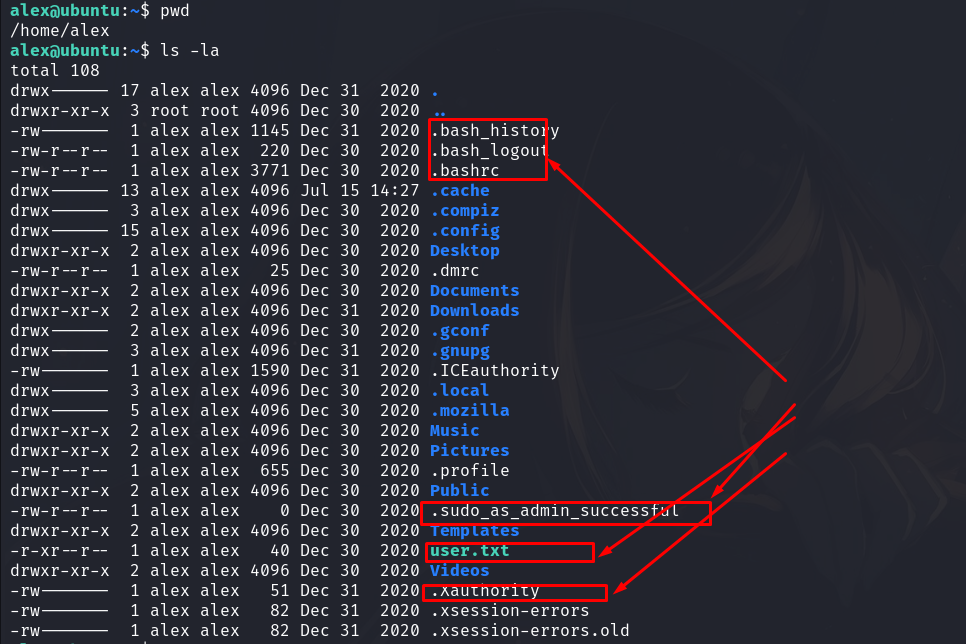 alex@ubuntu:~$ pwd
/home/alex
alex@ubuntu:~$ ls -la
total 108
drwx------ 17 alex alex 4096 Dec 31  2020 .
drwxr-xr-x  3 root root 4096 Dec 30  2020 ..
-rw-------  1 alex alex 1145 Dec 31  2020 .bash_history
-rw-r--r--  1 alex alex  220 Dec 30  2020 .bash_logout
-rw-r--r--  1 alex alex 3771 Dec 30  2020 .bashrc
drwx------ 13 alex alex 4096 Jul 15 14:27 .cache
drwx------  3 alex alex 4096 Dec 30  2020 .compiz
drwx------ 15 alex alex 4096 Dec 30  2020 .config
drwxr-xr-x  2 alex alex 4096 Dec 30  2020 Desktop
-rw-r--r--  1 alex alex   25 Dec 30  2020 .dmrc
drwxr-xr-x  2 alex alex 4096 Dec 30  2020 Documents
drwxr-xr-x  2 alex alex 4096 Dec 31  2020 Downloads
drwx------  2 alex alex 4096 Dec 30  2020 .gconf
drwx------  3 alex alex 4096 Dec 31  2020 .gnupg
-rw-------  1 alex alex 1590 Dec 31  2020 .ICEauthority
drwx------  3 alex alex 4096 Dec 30  2020 .local
drwx------  5 alex alex 4096 Dec 30  2020 .mozilla
drwxr-xr-x  2 alex alex 4096 Dec 30  2020 Music
drwxr-xr-x  2 alex alex 4096 Dec 30  2020 Pictures
-rw-r--r--  1 alex alex  655 Dec 30  2020 .profile
drwxr-xr-x  2 alex alex 4096 Dec 30  2020 Public
-rw-r--r--  1 alex alex    0 Dec 30  2020 .sudo_as_admin_successful
drwxr-xr-x  2 alex alex 4096 Dec 30  2020 Templates
-r-xr--r--  1 alex alex   40 Dec 30  2020 user.txt
drwxr-xr-x  2 alex alex 4096 Dec 30  2020 Videos
-rw-------  1 alex alex   51 Dec 31  2020 .Xauthority
-rw-------  1 alex alex   82 Dec 31  2020 .xsession-errors
-rw-------  1 alex alex   82 Dec 31  2020 .xsession-errors.old